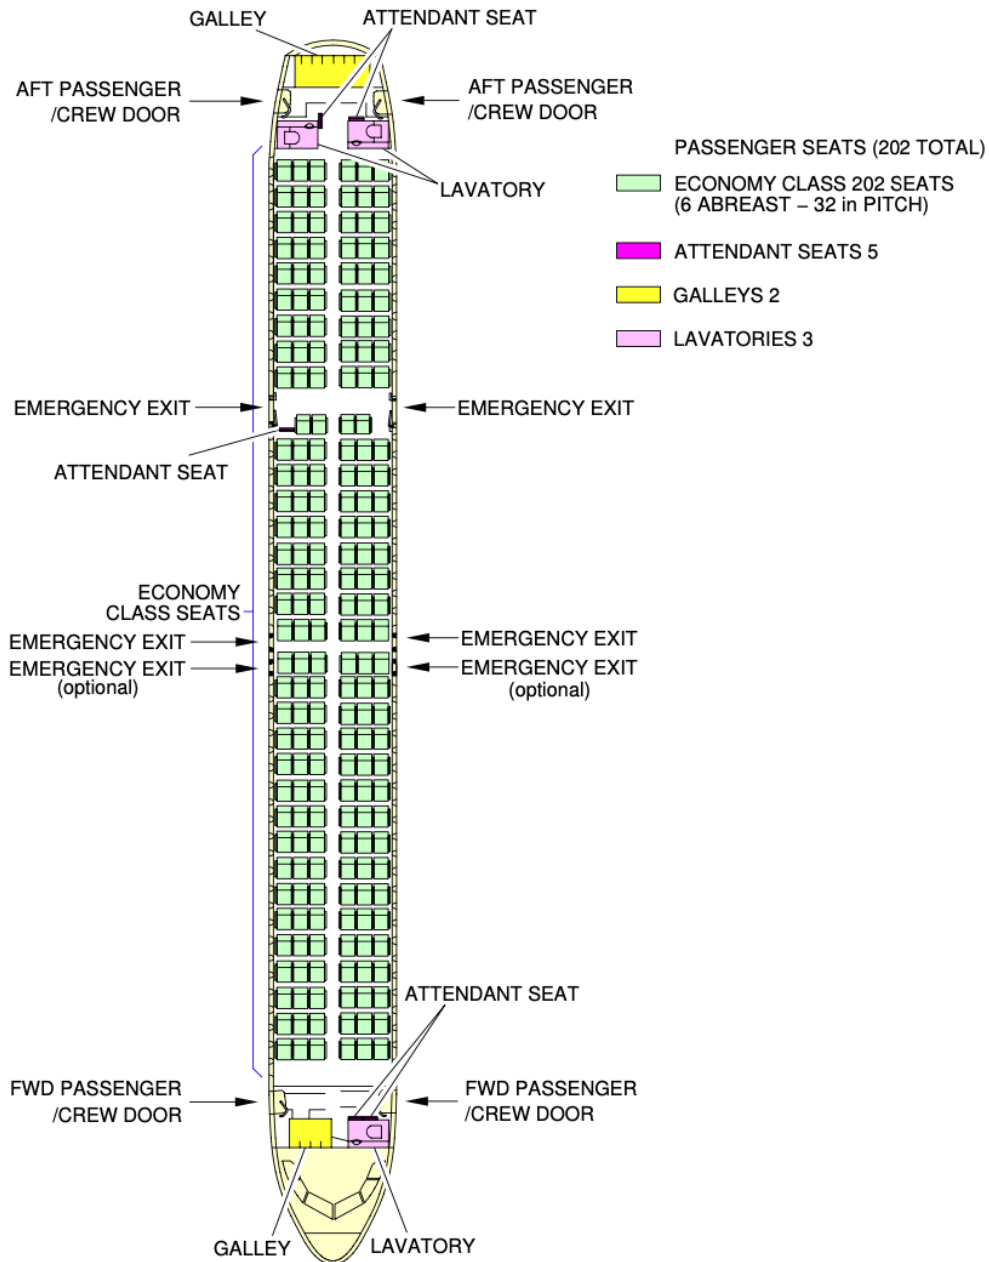 GALLEY
ATTENDANT SEAT
AFT PASSENGER
/CREW DOOR
AFT PASSENGER
/CREW DOOR
LAVATORY
PASSENGER SEATS (202 TOTAL)
ECONOMY CLASS 202 SEATS
(6 ABREAST – 32 in PITCH)
ATTENDANT SEATS 5
GALLEYS 2
LAVATORIES 3
EMERGENCY EXIT
EMERGENCY EXIT
ATTENDANT SEAT
ECONOMY
CLASS SEATS
EMERGENCY EXIT
EMERGENCY EXIT
EMERGENCY EXIT
(optional)
EMERGENCY EXIT
(optional)
ATTENDANT SEAT
FWD PASSENGER
/CREW DOOR
FWD PASSENGER
/CREW DOOR
GALLEY
LAVATORY